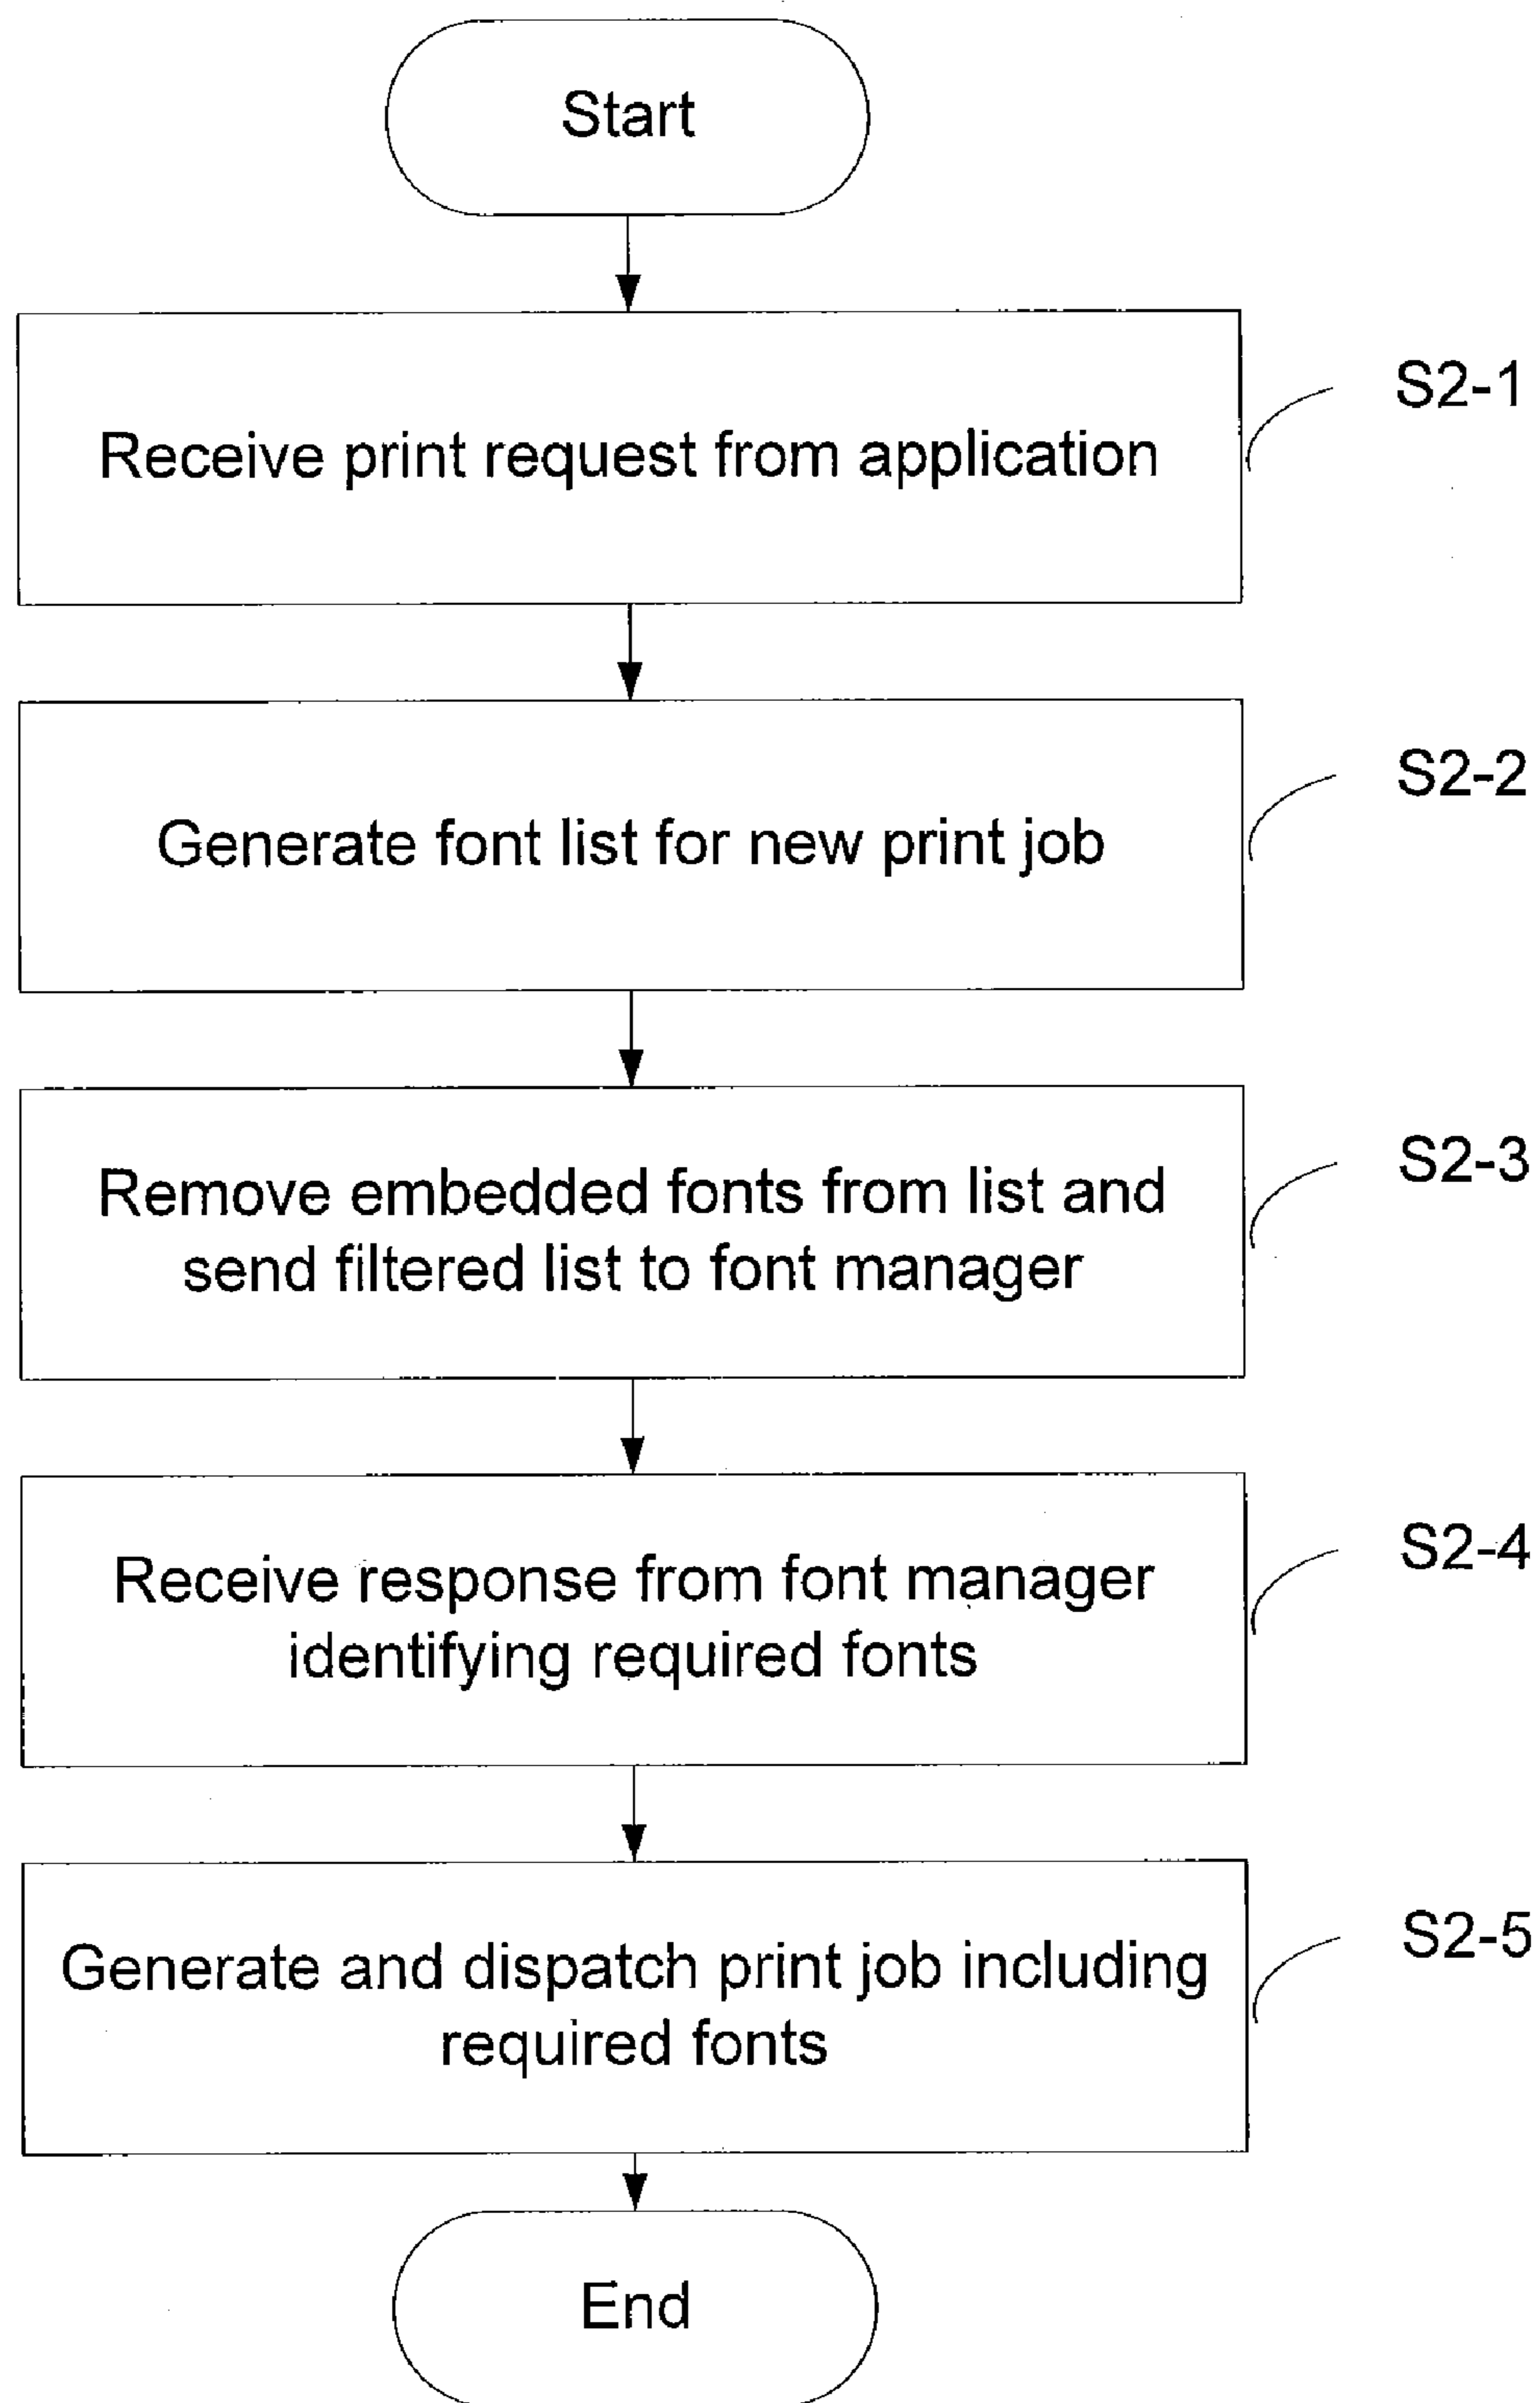 Start
Receive print request from application
S2-1
Generate font list for new print job
S2-2
Remove embedded fonts from list and
send filtered list to font manager
S2-3
Receive response from font manager
identifying required fonts
S2-4
Generate and dispatch print job including
required fonts
S2-5
End